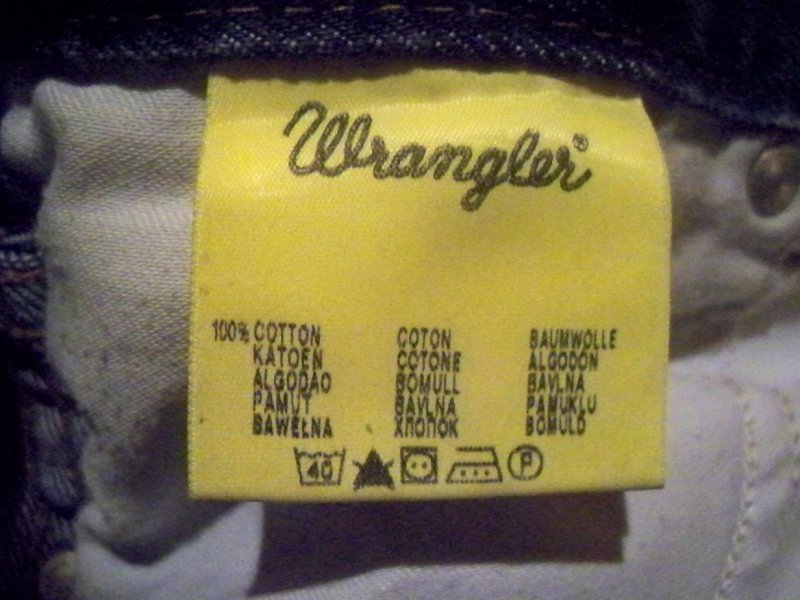 Wrangler®
100% COTTON COTON BAUMWOLLE
KATOEN COTONE ALGODON
ALGODAO BOMULL BAVLNA
PAMUT BAVLNA PAMUKLU
BAWEŁNA ХЛОПОК BOMULD
40 P